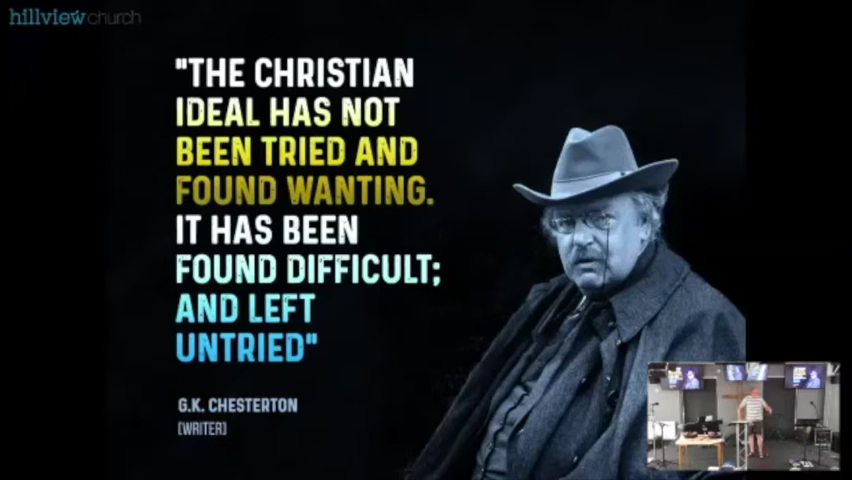 hillviewchurch
"THE CHRISTIAN
IDEAL HAS NOT
BEEN TRIED AND
FOUND WANTING.
IT HAS BEEN
FOUND DIFFICULT;
AND LEFT
UNTRIED"
G.K. CHESTERTON
[WRITER]